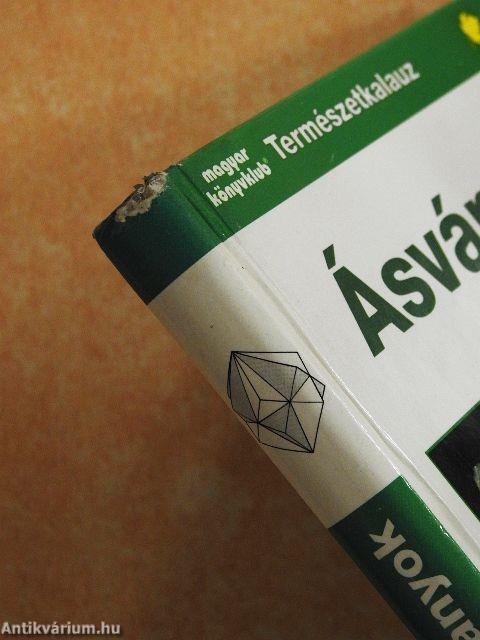 magyar
könyvklub® Természetkalauz
Ásván
anyok
Antikvárium.hu